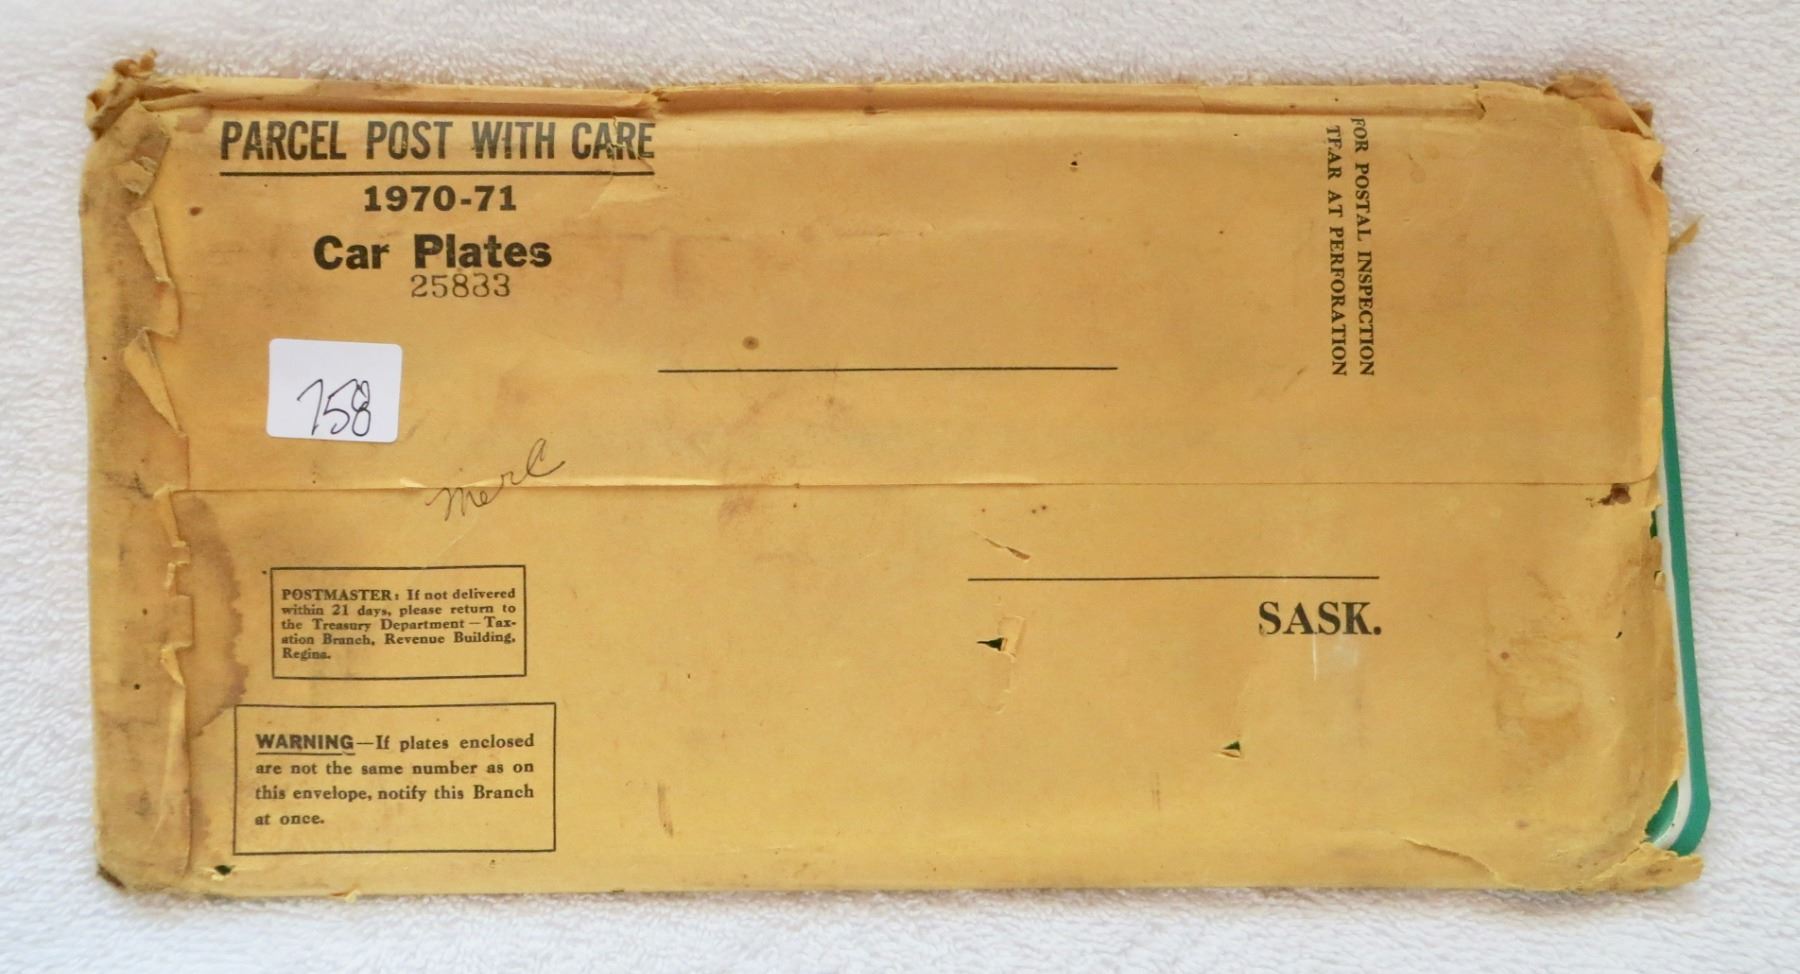 PARCEL POST WITH CARE
1970-71
Car Plates
25833
FOR POSTAL INSPECTION
TEAR AT PERFORATION
758
Merl
POSTMASTER: If not delivered
within 21 days, please return to
the Treasury Department — Tax-
ation Branch, Revenue Building,
Regina.
SASK.
WARNING—If plates enclosed
are not the same number as on
this envelope, notify this Branch
at once.